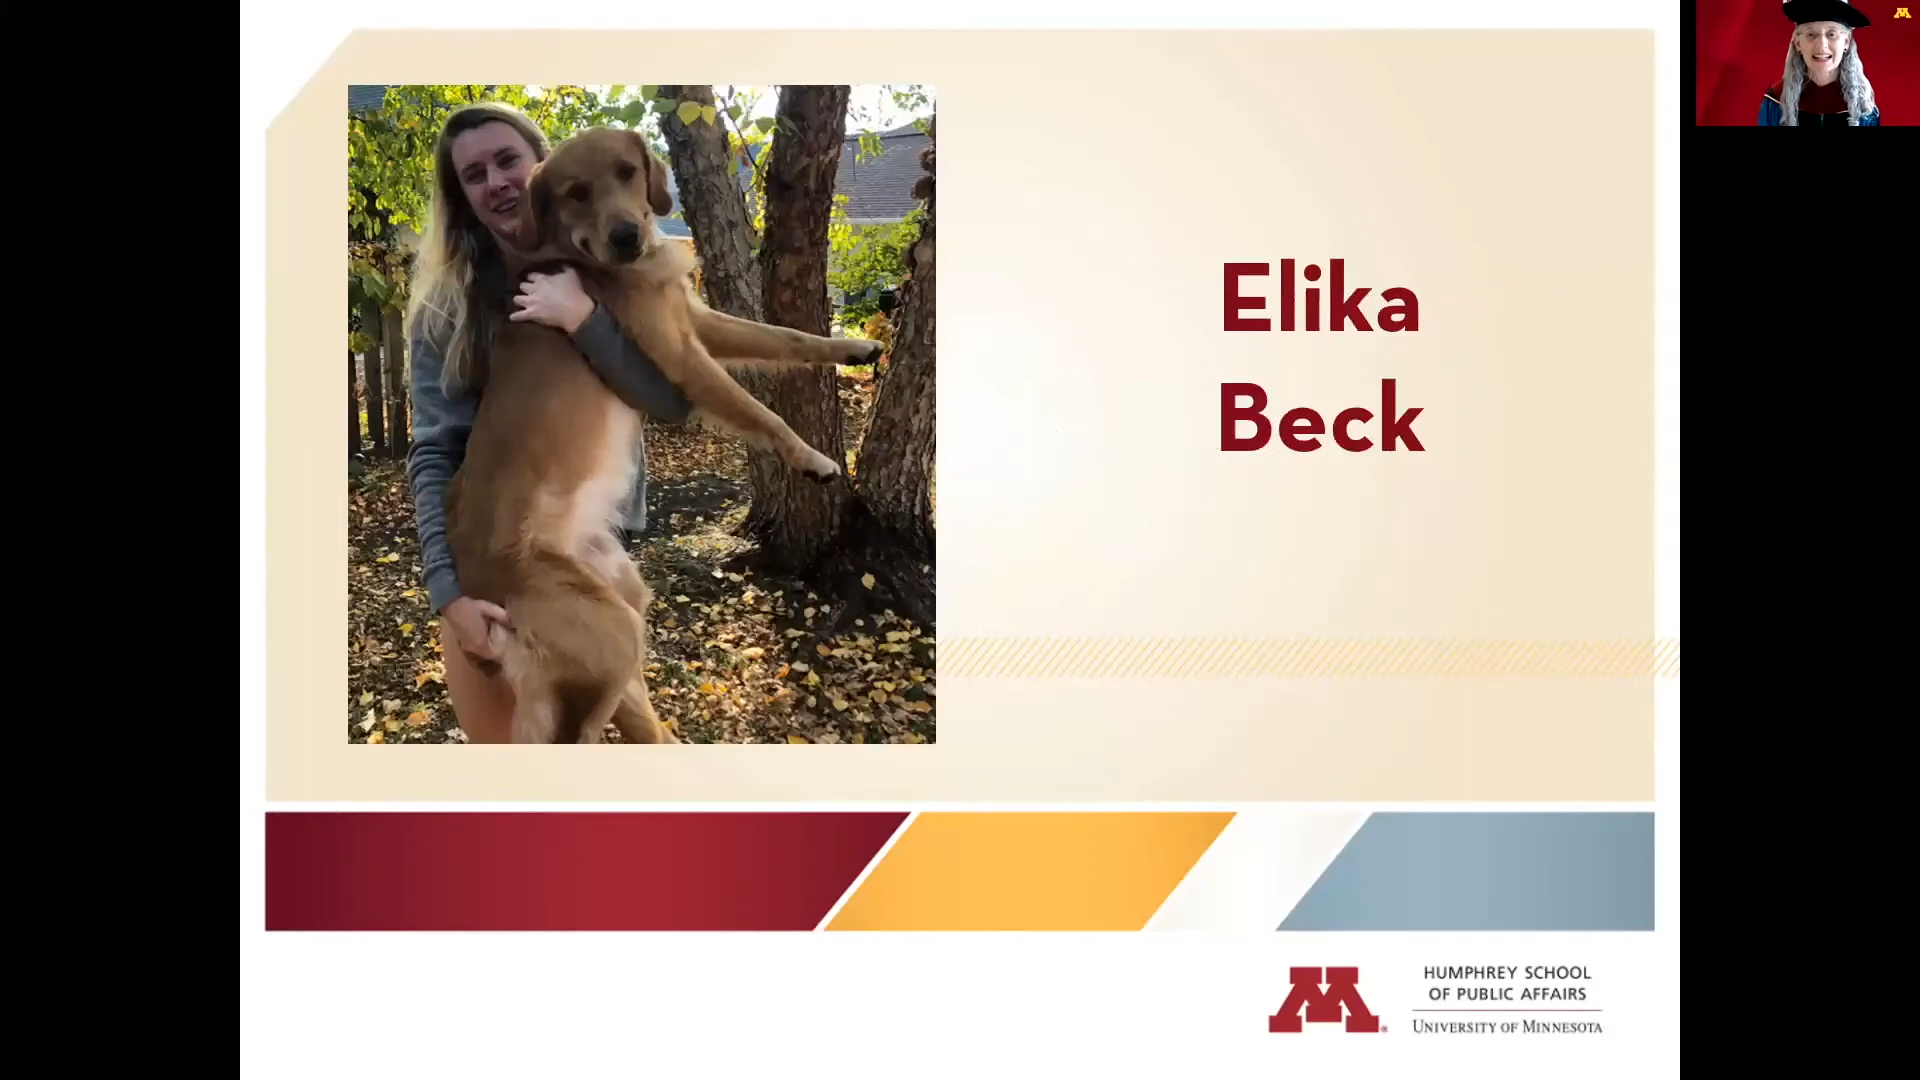 Elika
Beck
HUMPHREY SCHOOL
OF PUBLIC AFFAIRS
UNIVERSITY OF MINNESOTA